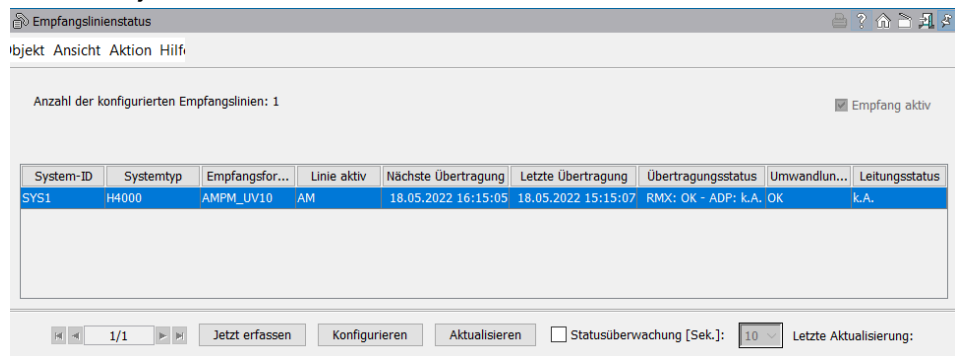 Empfangslinienstatus
bjekt Ansicht Aktion Hilf
Anzahl der konfigurierten Empfangslinien: 1
Empfang aktiv
System-ID Systemtyp Empfangsfor... Linie aktiv Nächste Übertragung Letzte Übertragung Übertragungsstatus Umwandlun... Leitungsstatus
SYS1 H4000 AMPM_UV10 AM 18.05.2022 16:15:05 18.05.2022 15:15:07 RMX: OK - ADP: k.A. OK k.A.
1/1 Jetzt erfassen Konfigurieren Aktualisieren Statusüberwachung [Sek.]: 10 Letzte Aktualisierung: